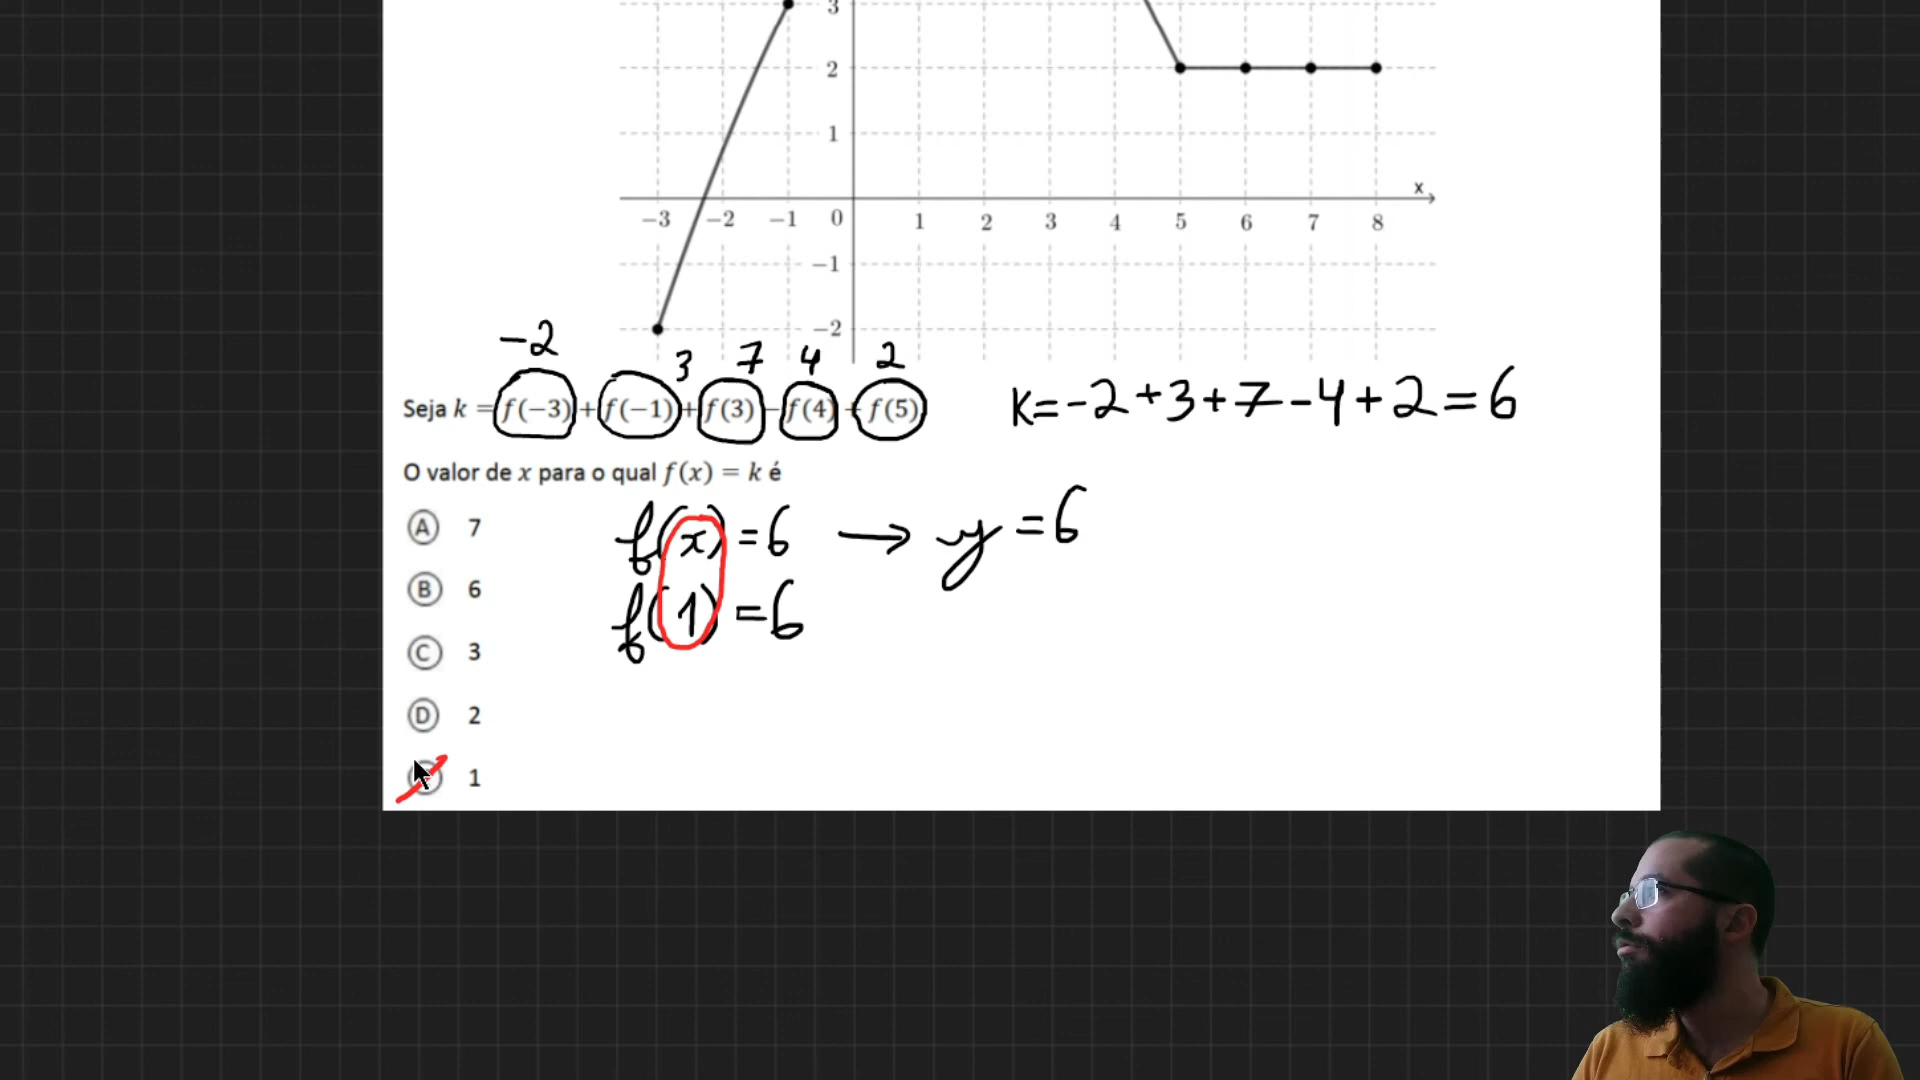 3
2
1
x
−3 −2 −1 0 1 2 3 4 5 6 7 8
−1
−2
−2 3 7 4 2
Seja k = f(−3) + f(−1) + f(3) − f(4) + f(5)
K=-2+3+7-4+2=6
O valor de x para o qual f(x) = k é
A 7
f(x) =6 → y =6
B 6
f(1) =6
C 3
D 2
1